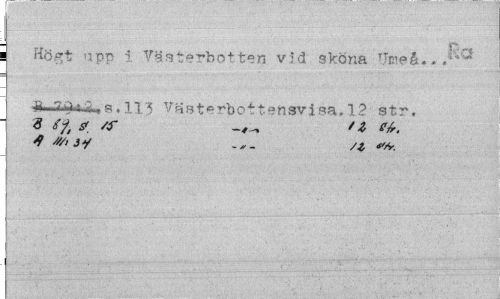 Högt upp i Västerbotten vid sköna Umeå... Ra
B 79:2.s.113 Västerbottensvisa.12 str.
B 89, s. 15 -"- 12 str.
A 111:34 -"- 12 str.